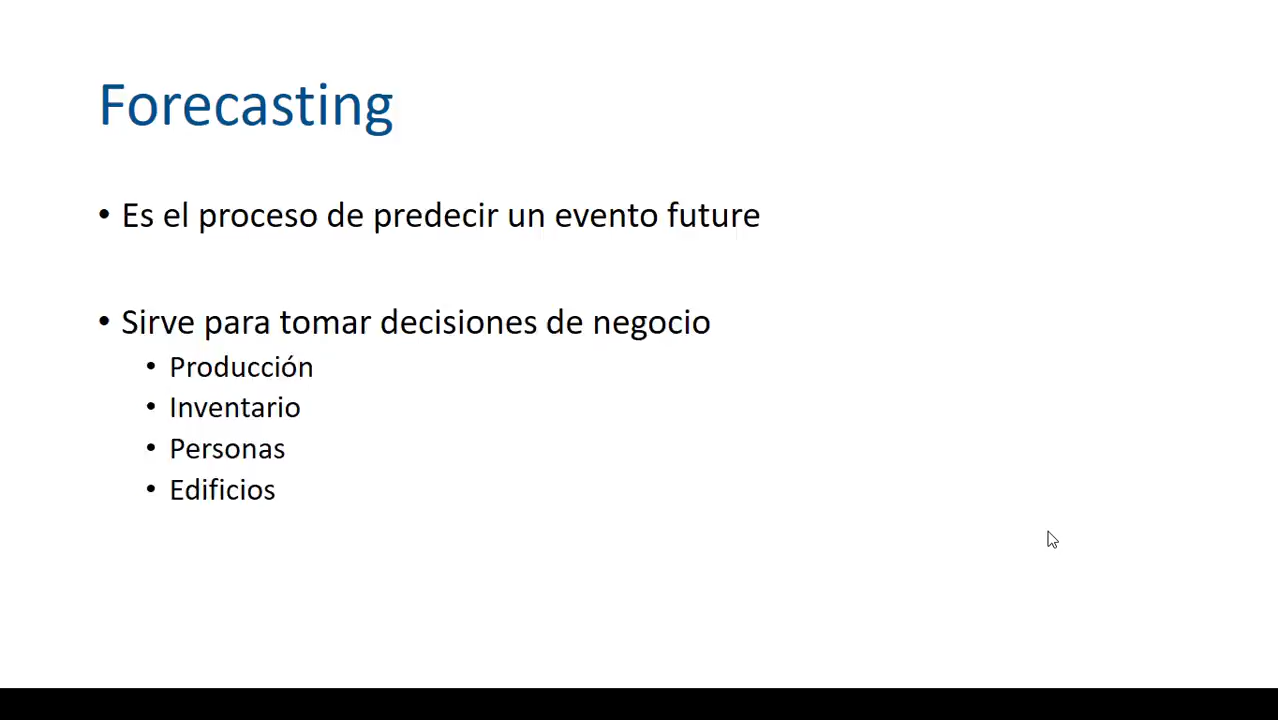 Forecasting
• Es el proceso de predecir un evento future
• Sirve para tomar decisiones de negocio
• Producción
• Inventario
• Personas
• Edificios